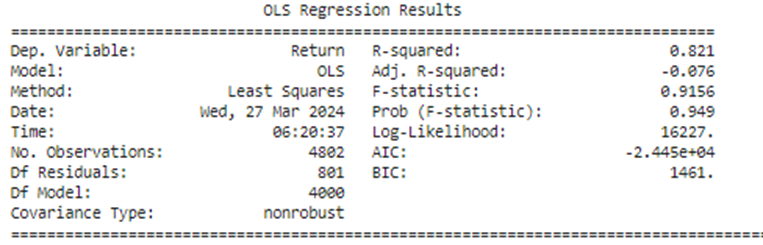 OLS Regression Results
==============================================================================
Dep. Variable: Return R-squared: 0.821
Model: OLS Adj. R-squared: -0.076
Method: Least Squares F-statistic: 0.9156
Date: Wed, 27 Mar 2024 Prob (F-statistic): 0.949
Time: 06:20:37 Log-Likelihood: 16227.
No. Observations: 4802 AIC: -2.445e+04
Df Residuals: 801 BIC: 1461.
Df Model: 4000
Covariance Type: nonrobust
==============================================================================